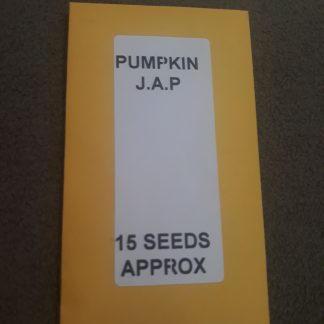 PUMPKIN
J.A.P
15 SEEDS
APPROX